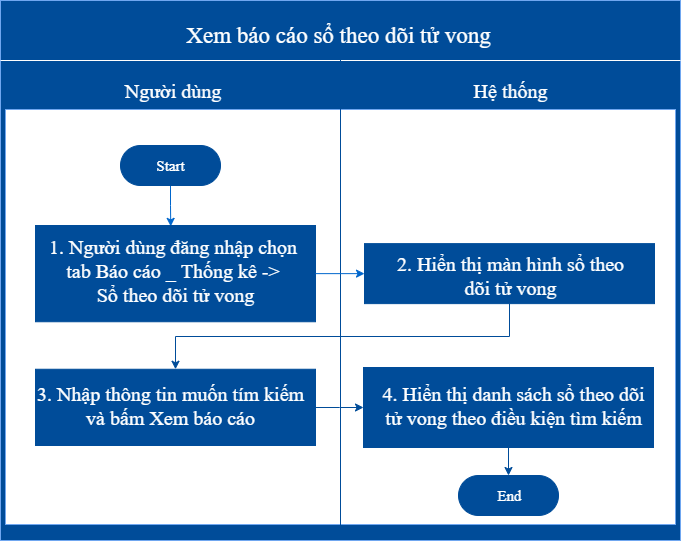 Xem báo cáo sổ theo dõi tử vong
Người dùng
Hệ thống
Start
1. Người dùng đăng nhập chọn
tab Báo cáo _ Thống kê ->
Sổ theo dõi tử vong
2. Hiển thị màn hình sổ theo
dõi tử vong
3. Nhập thông tin muốn tím kiếm
và bấm Xem báo cáo
4. Hiển thị danh sách sổ theo dõi
tử vong theo điều kiện tìm kiếm
End